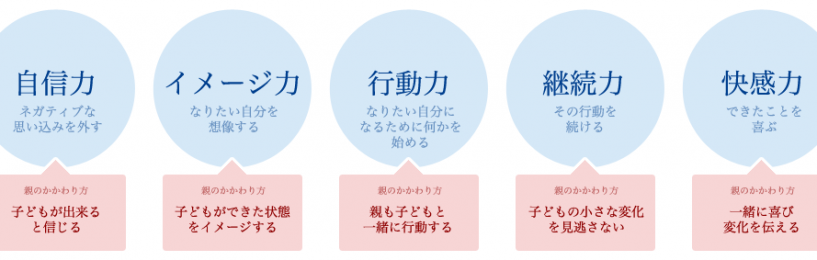 自信力
ネガティブな
思い込みを外す
イメージ力
なりたい自分を
想像する
行動力
なりたい自分に
なるために何かを
始める
継続力
その行動を
続ける
快感力
できたことを
喜ぶ
親のかかわり方
子どもが出来る
と信じる
親のかかわり方
子どもができた状態
をイメージする
親のかかわり方
親も子どもと
一緒に行動する
親のかかわり方
子どもの小さな変化
を見逃さない
親のかかわり方
一緒に喜び
変化を伝える